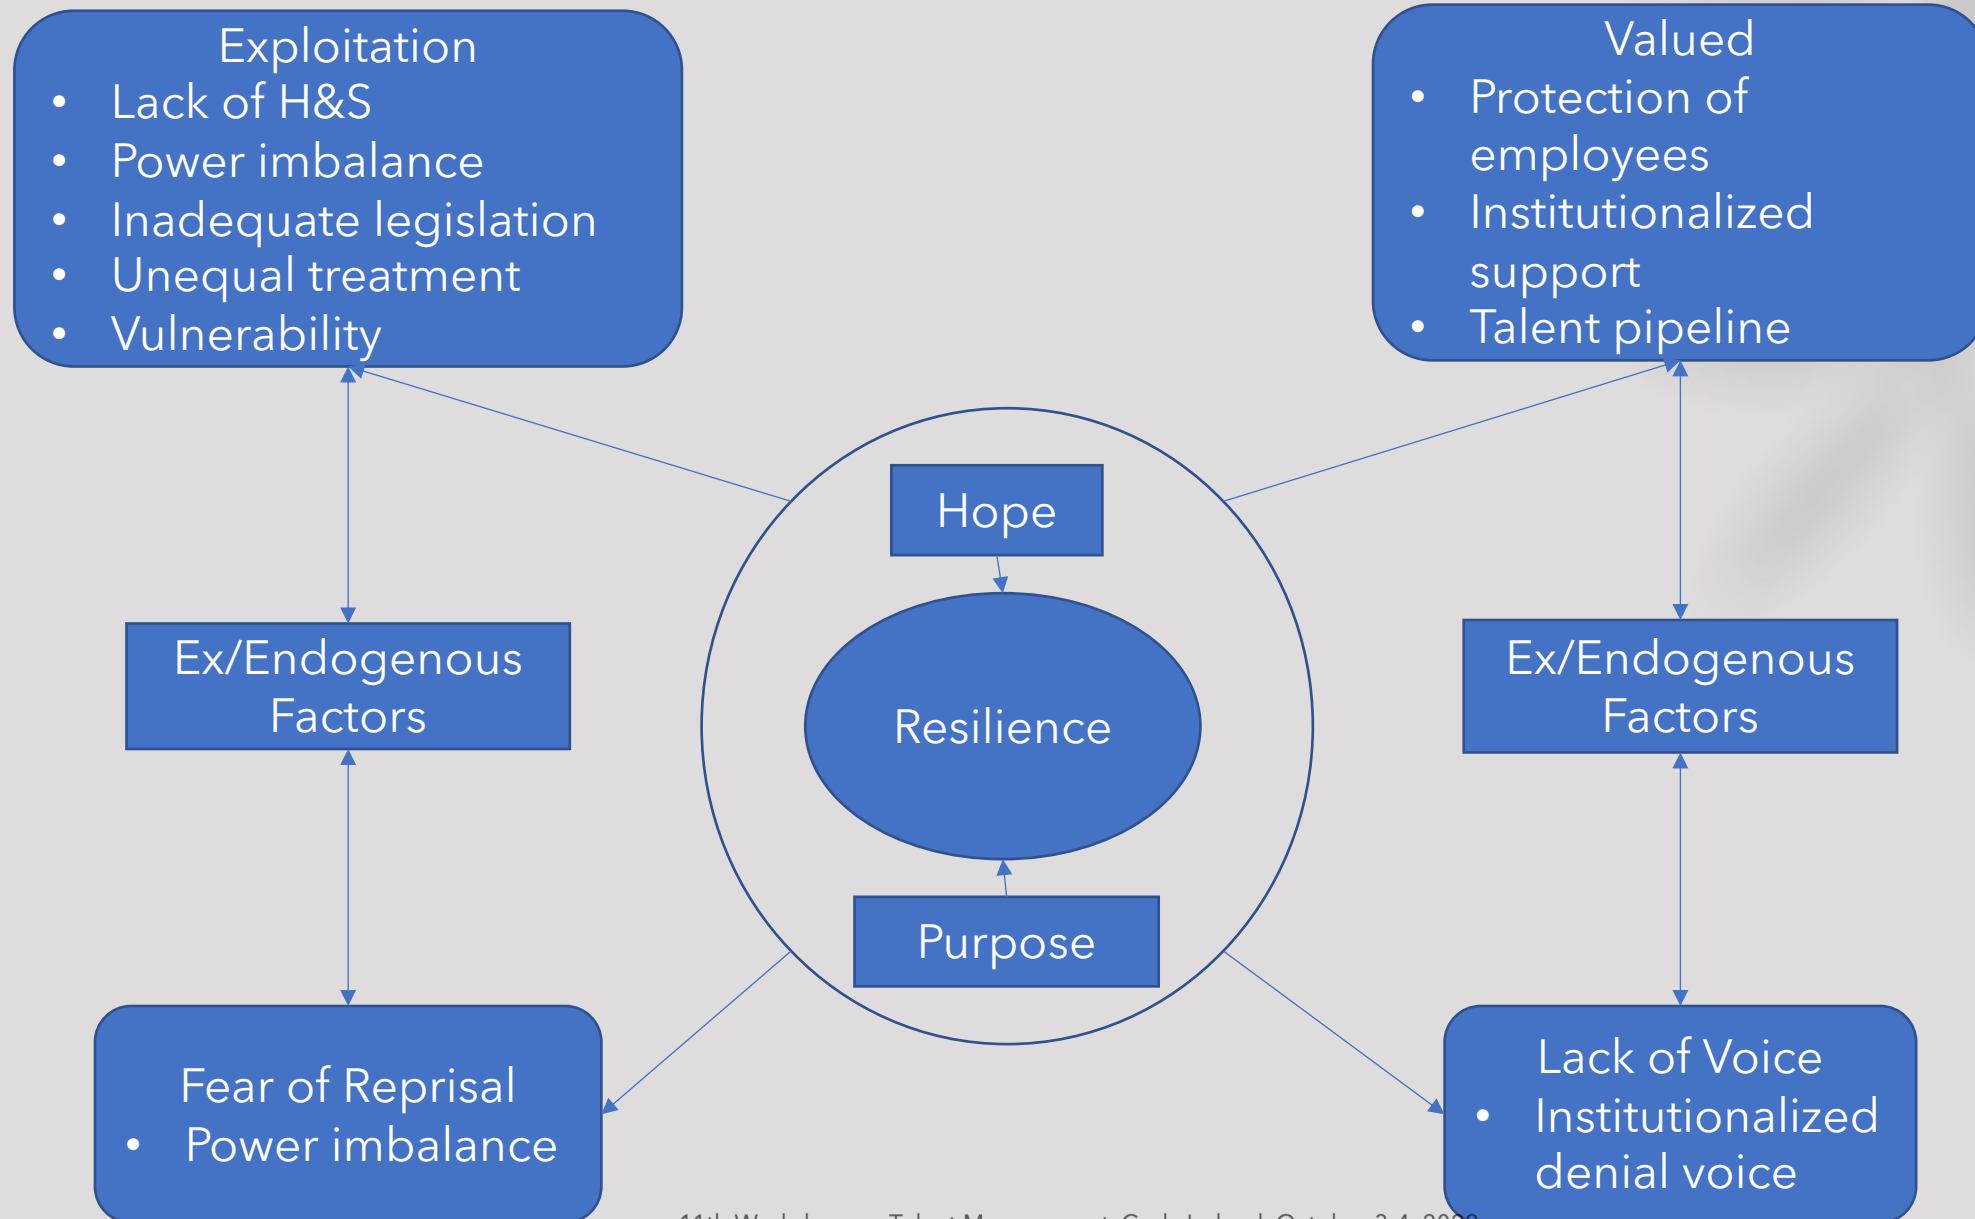 Exploitation
• Lack of H&S
• Power imbalance
• Inadequate legislation
• Unequal treatment
• Vulnerability
Valued
• Protection of
employees
• Institutionalized
support
• Talent pipeline
Hope
Resilience
Purpose
Ex/Endogenous
Factors
Ex/Endogenous
Factors
Fear of Reprisal
• Power imbalance
Lack of Voice
• Institutionalized
denial voice